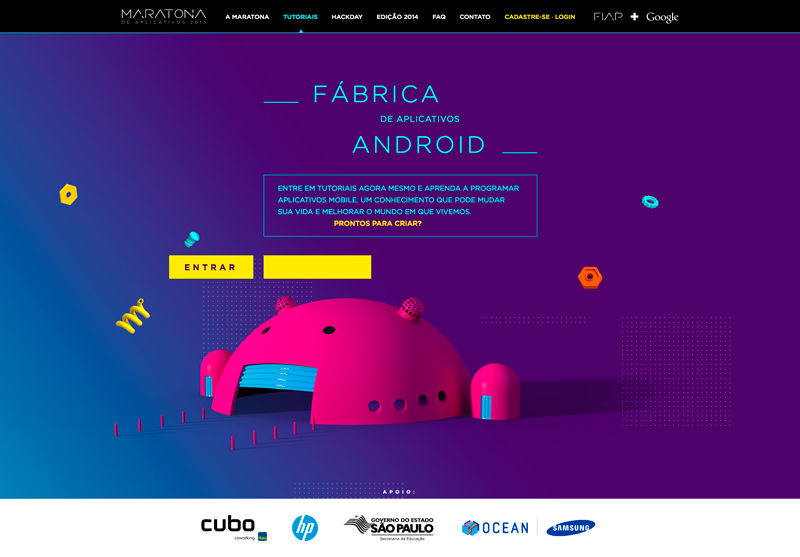 MARATONA
DE APLICATIVOS 2015
A MARATONA TUTORIAIS HACKDAY EDIÇÃO 2014 FAQ CONTATO CADASTRE-SE · LOGIN
FIAP + Google
FÁBRICA
DE APLICATIVOS
ANDROID
ENTRE EM TUTORIAIS AGORA MESMO E APRENDA A PROGRAMAR
APLICATIVOS MOBILE. UM CONHECIMENTO QUE PODE MUDAR
SUA VIDA E MELHORAR O MUNDO EM QUE VIVEMOS.
PRONTOS PARA CRIAR?
ENTRAR
APOIO:
cubo
coworking Itaú
hp
GOVERNO DO ESTADO
SÃO PAULO
Secretaria da Educação
OCEAN
SAMSUNG